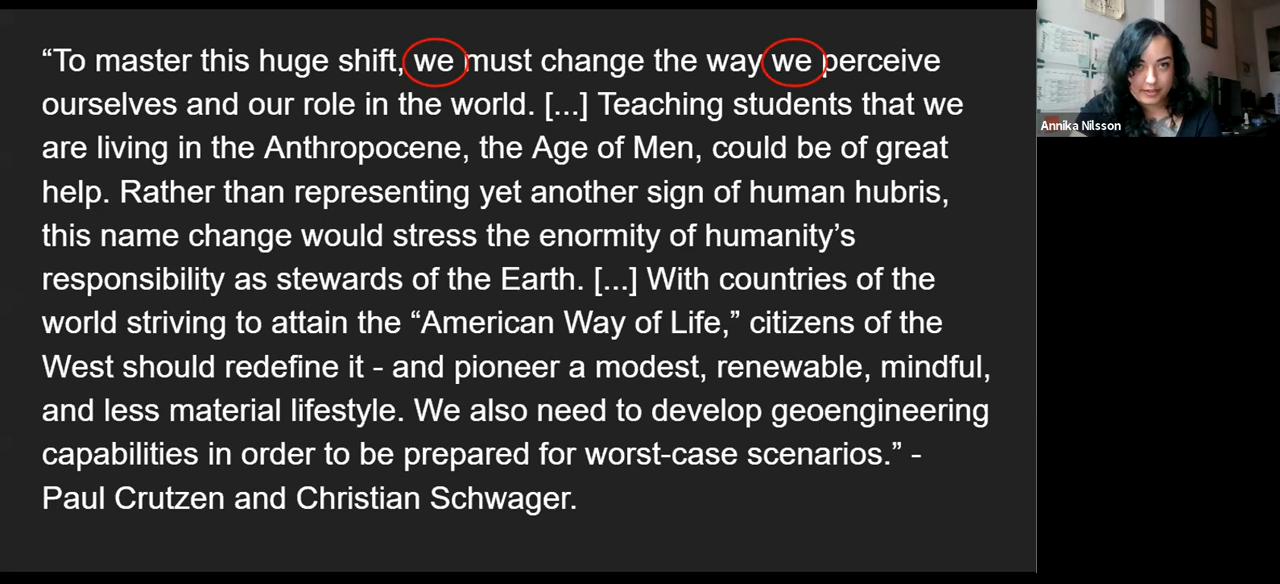 “To master this huge shift, we must change the way we perceive
ourselves and our role in the world. [...] Teaching students that we
are living in the Anthropocene, the Age of Men, could be of great
help. Rather than representing yet another sign of human hubris,
this name change would stress the enormity of humanity’s
responsibility as stewards of the Earth. [...] With countries of the
world striving to attain the “American Way of Life,” citizens of the
West should redefine it - and pioneer a modest, renewable, mindful,
and less material lifestyle. We also need to develop geoengineering
capabilities in order to be prepared for worst-case scenarios.” -
Paul Crutzen and Christian Schwager.
Annika Nilsson